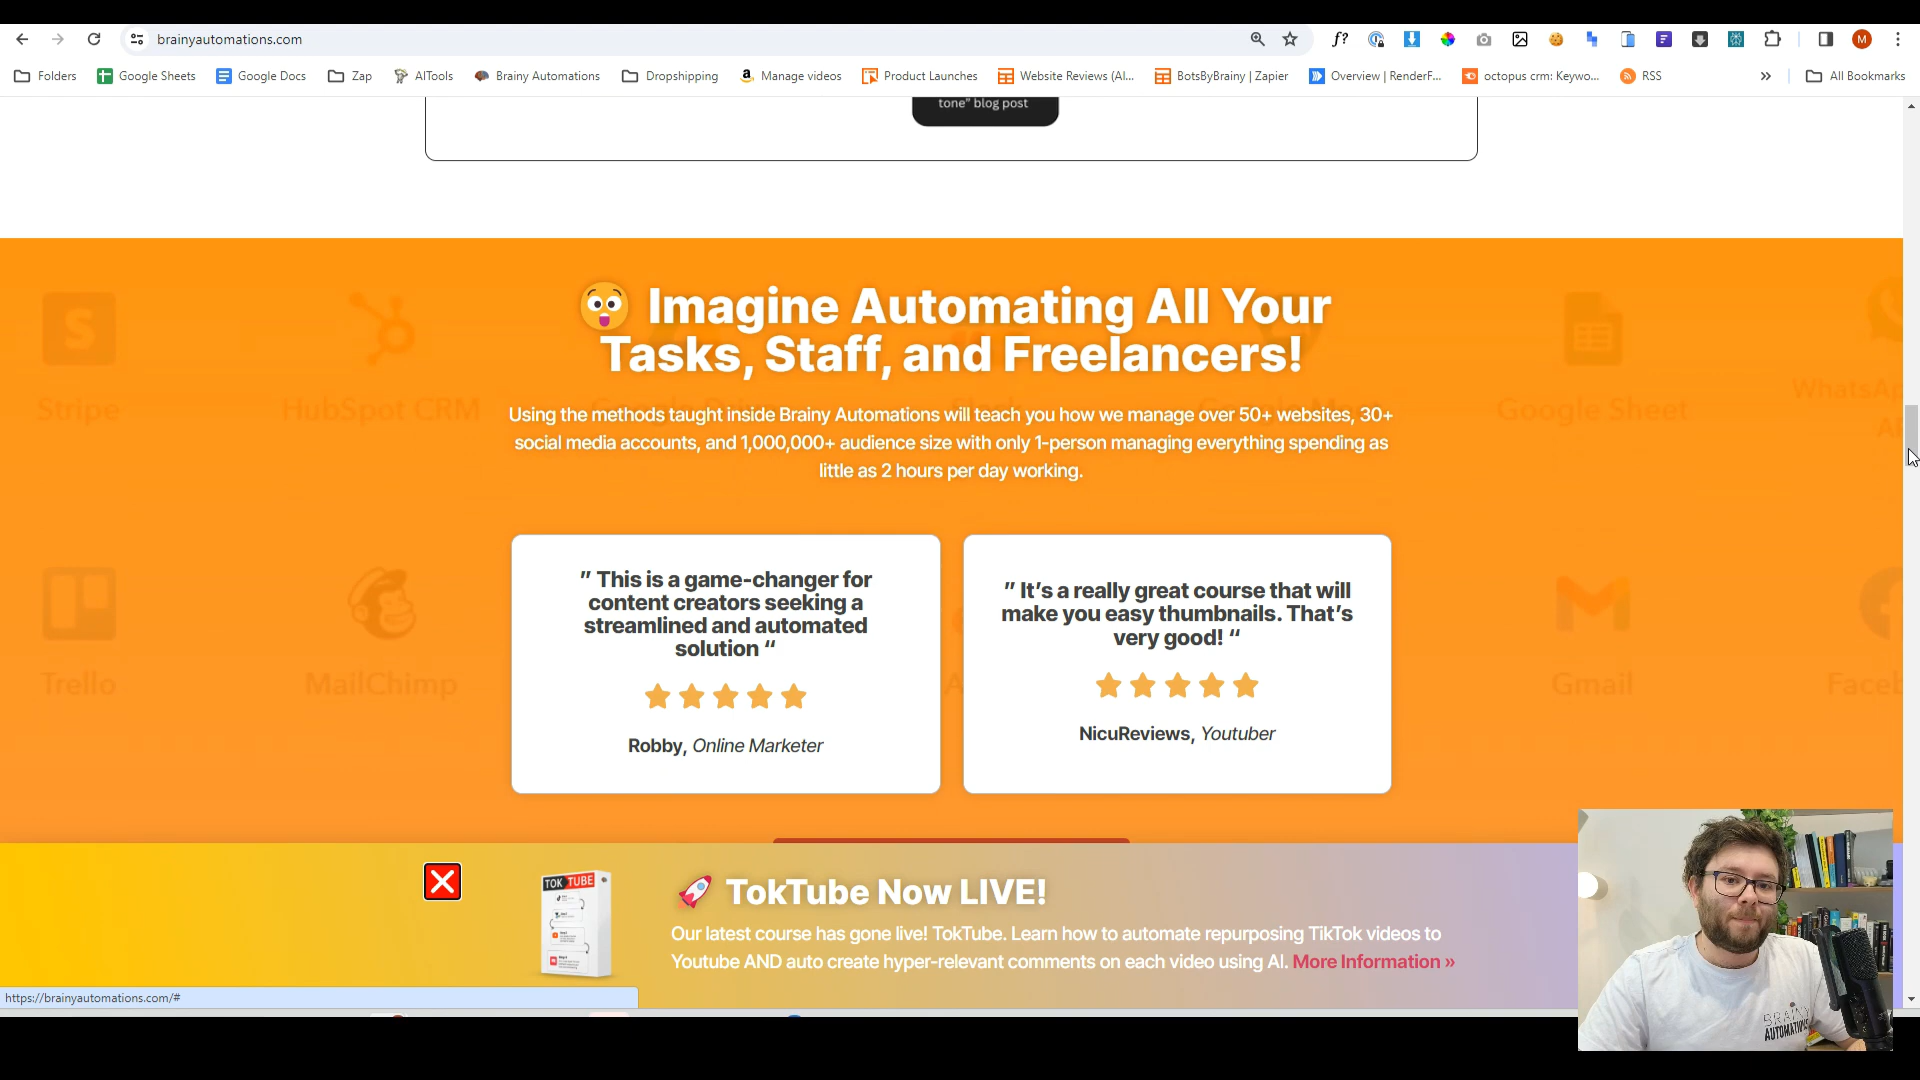 brainyautomations.com
f?
M
Folders
Google Sheets
Google Docs
Zap
AITools
Brainy Automations
Dropshipping
Manage videos
Product Launches
Website Reviews (AI...
BotsByBrainy | Zapier
Overview | RenderF...
octopus crm: Keywo...
RSS
»
All Bookmarks
tone" blog post
Imagine Automating All Your
Tasks, Staff, and Freelancers!
Using the methods taught inside Brainy Automations will teach you how we manage over 50+ websites, 30+
social media accounts, and 1,000,000+ audience size with only 1-person managing everything spending as
little as 2 hours per day working.
Stripe
HubSpot CRM
Google Sheet
Trello
MailChimp
Gmail
" This is a game-changer for
content creators seeking a
streamlined and automated
solution “
Robby, Online Marketer
" It’s a really great course that will
make you easy thumbnails. That’s
very good! “
NicuReviews, Youtuber
TOK TUBE
TokTube Now LIVE!
Our latest course has gone live! TokTube. Learn how to automate repurposing TikTok videos to
Youtube AND auto create hyper-relevant comments on each video using AI. More Information »
https://brainyautomations.com/#
BRAINY
AUTOMATIONS